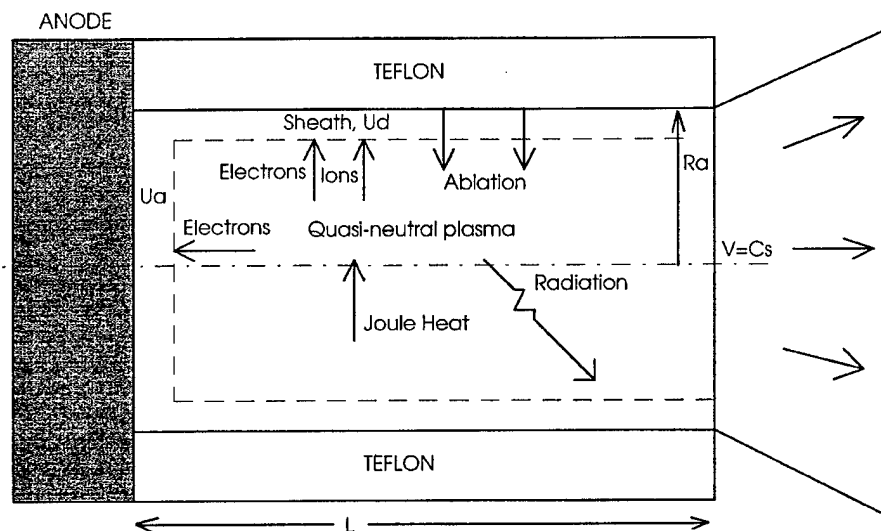 ANODE
TEFLON
Sheath, Ud
Electrons
Ions
Ablation
Ra
Ua
Electrons
Quasi-neutral plasma
V=Cs
Radiation
Joule Heat
TEFLON
L